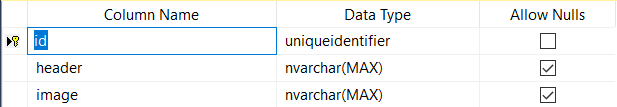 Column Name Data Type Allow Nulls
id uniqueidentifier
header nvarchar(MAX)
image nvarchar(MAX)